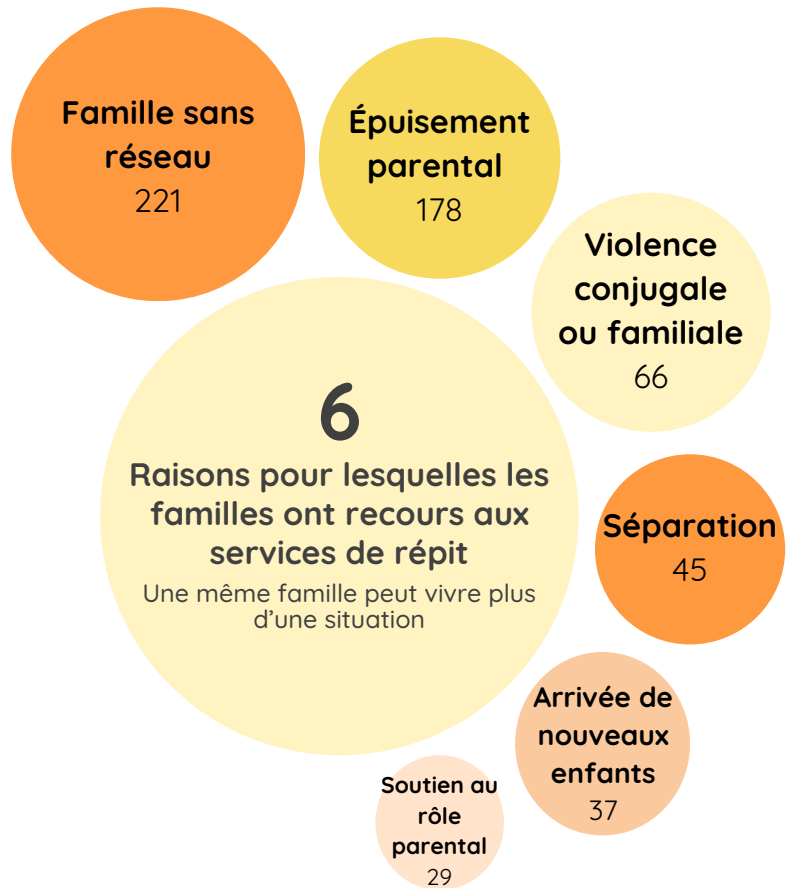 Famille sans
réseau
221
Épuisement
parental
178
Violence
conjugale
ou familiale
66
6
Raisons pour lesquelles les
familles ont recours aux
services de répit
Une même famille peut vivre plus
d’une situation
Séparation
45
Arrivée de
nouveaux
enfants
37
Soutien au
rôle
parental
29